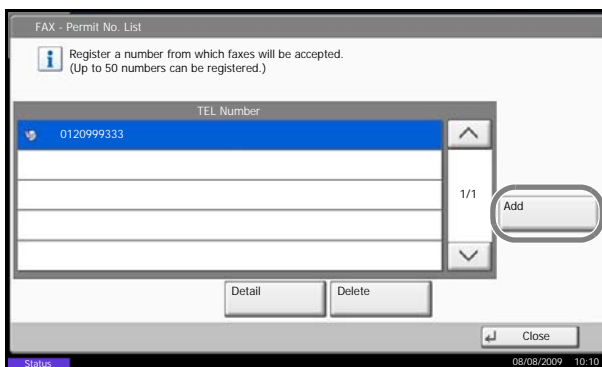 FAX - Permit No. List
Register a number from which faxes will be accepted.
(Up to 50 numbers can be registered.)
TEL Number
0120999333
1/1
Add
Detail
Delete
Close
Status
08/08/2009 10:10